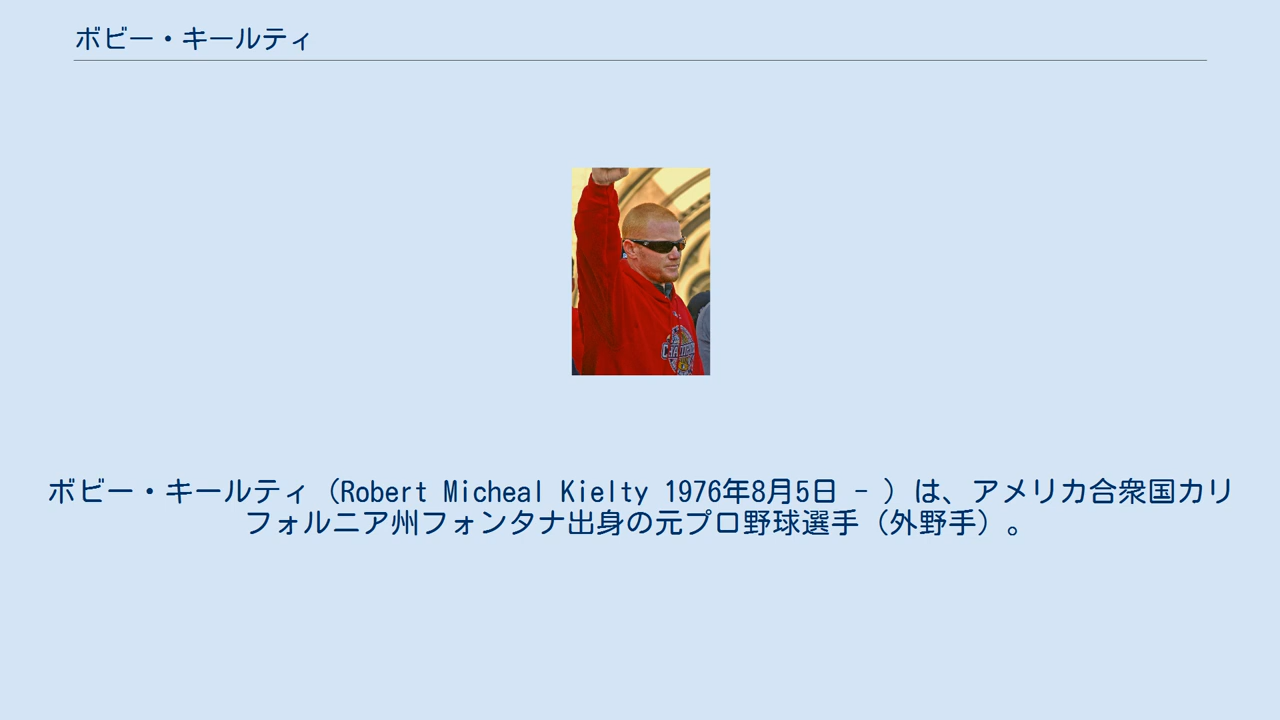 ボビー・キールティ
ボビー・キールティ（Robert Micheal Kielty 1976年8月5日 - ）は、アメリカ合衆国カリ
フォルニア州フォンタナ出身の元プロ野球選手（外野手）。